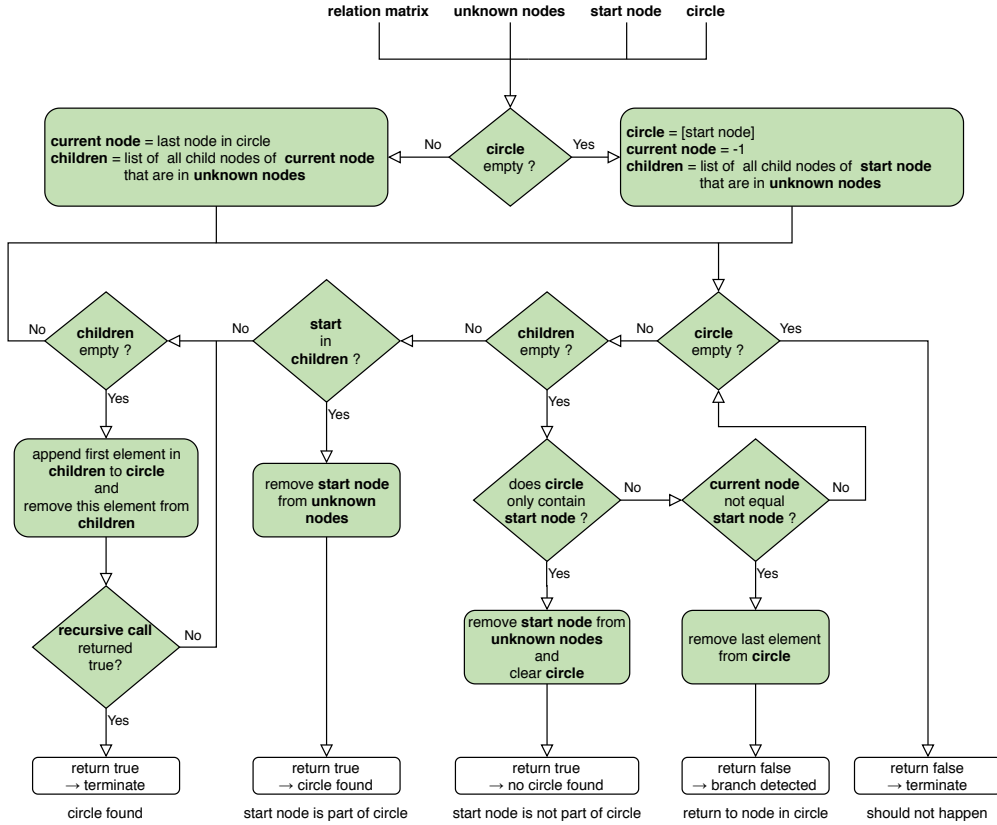 relation matrix
unknown nodes
start node
circle
current node = last node in circle
children = list of all child nodes of current node
that are in unknown nodes
No
circle
empty ?
Yes
circle = [start node]
current node = -1
children = list of all child nodes of start node
that are in unknown nodes
No
children
empty ?
Yes
No
start
in
children ?
Yes
No
children
empty ?
Yes
No
circle
empty ?
Yes
append first element in
children to circle
and
remove this element from
children
remove start node
from unknown
nodes
does circle
only contain
start node ?
No
Yes
current node
not equal
start node ?
No
Yes
recursive call
returned
true?
No
Yes
remove start node from
unknown nodes
and
clear circle
remove last element
from circle
return true
→ terminate
return true
→ circle found
return true
→ no circle found
return false
→ branch detected
return false
→ terminate
circle found
start node is part of circle
start node is not part of circle
return to node in circle
should not happen